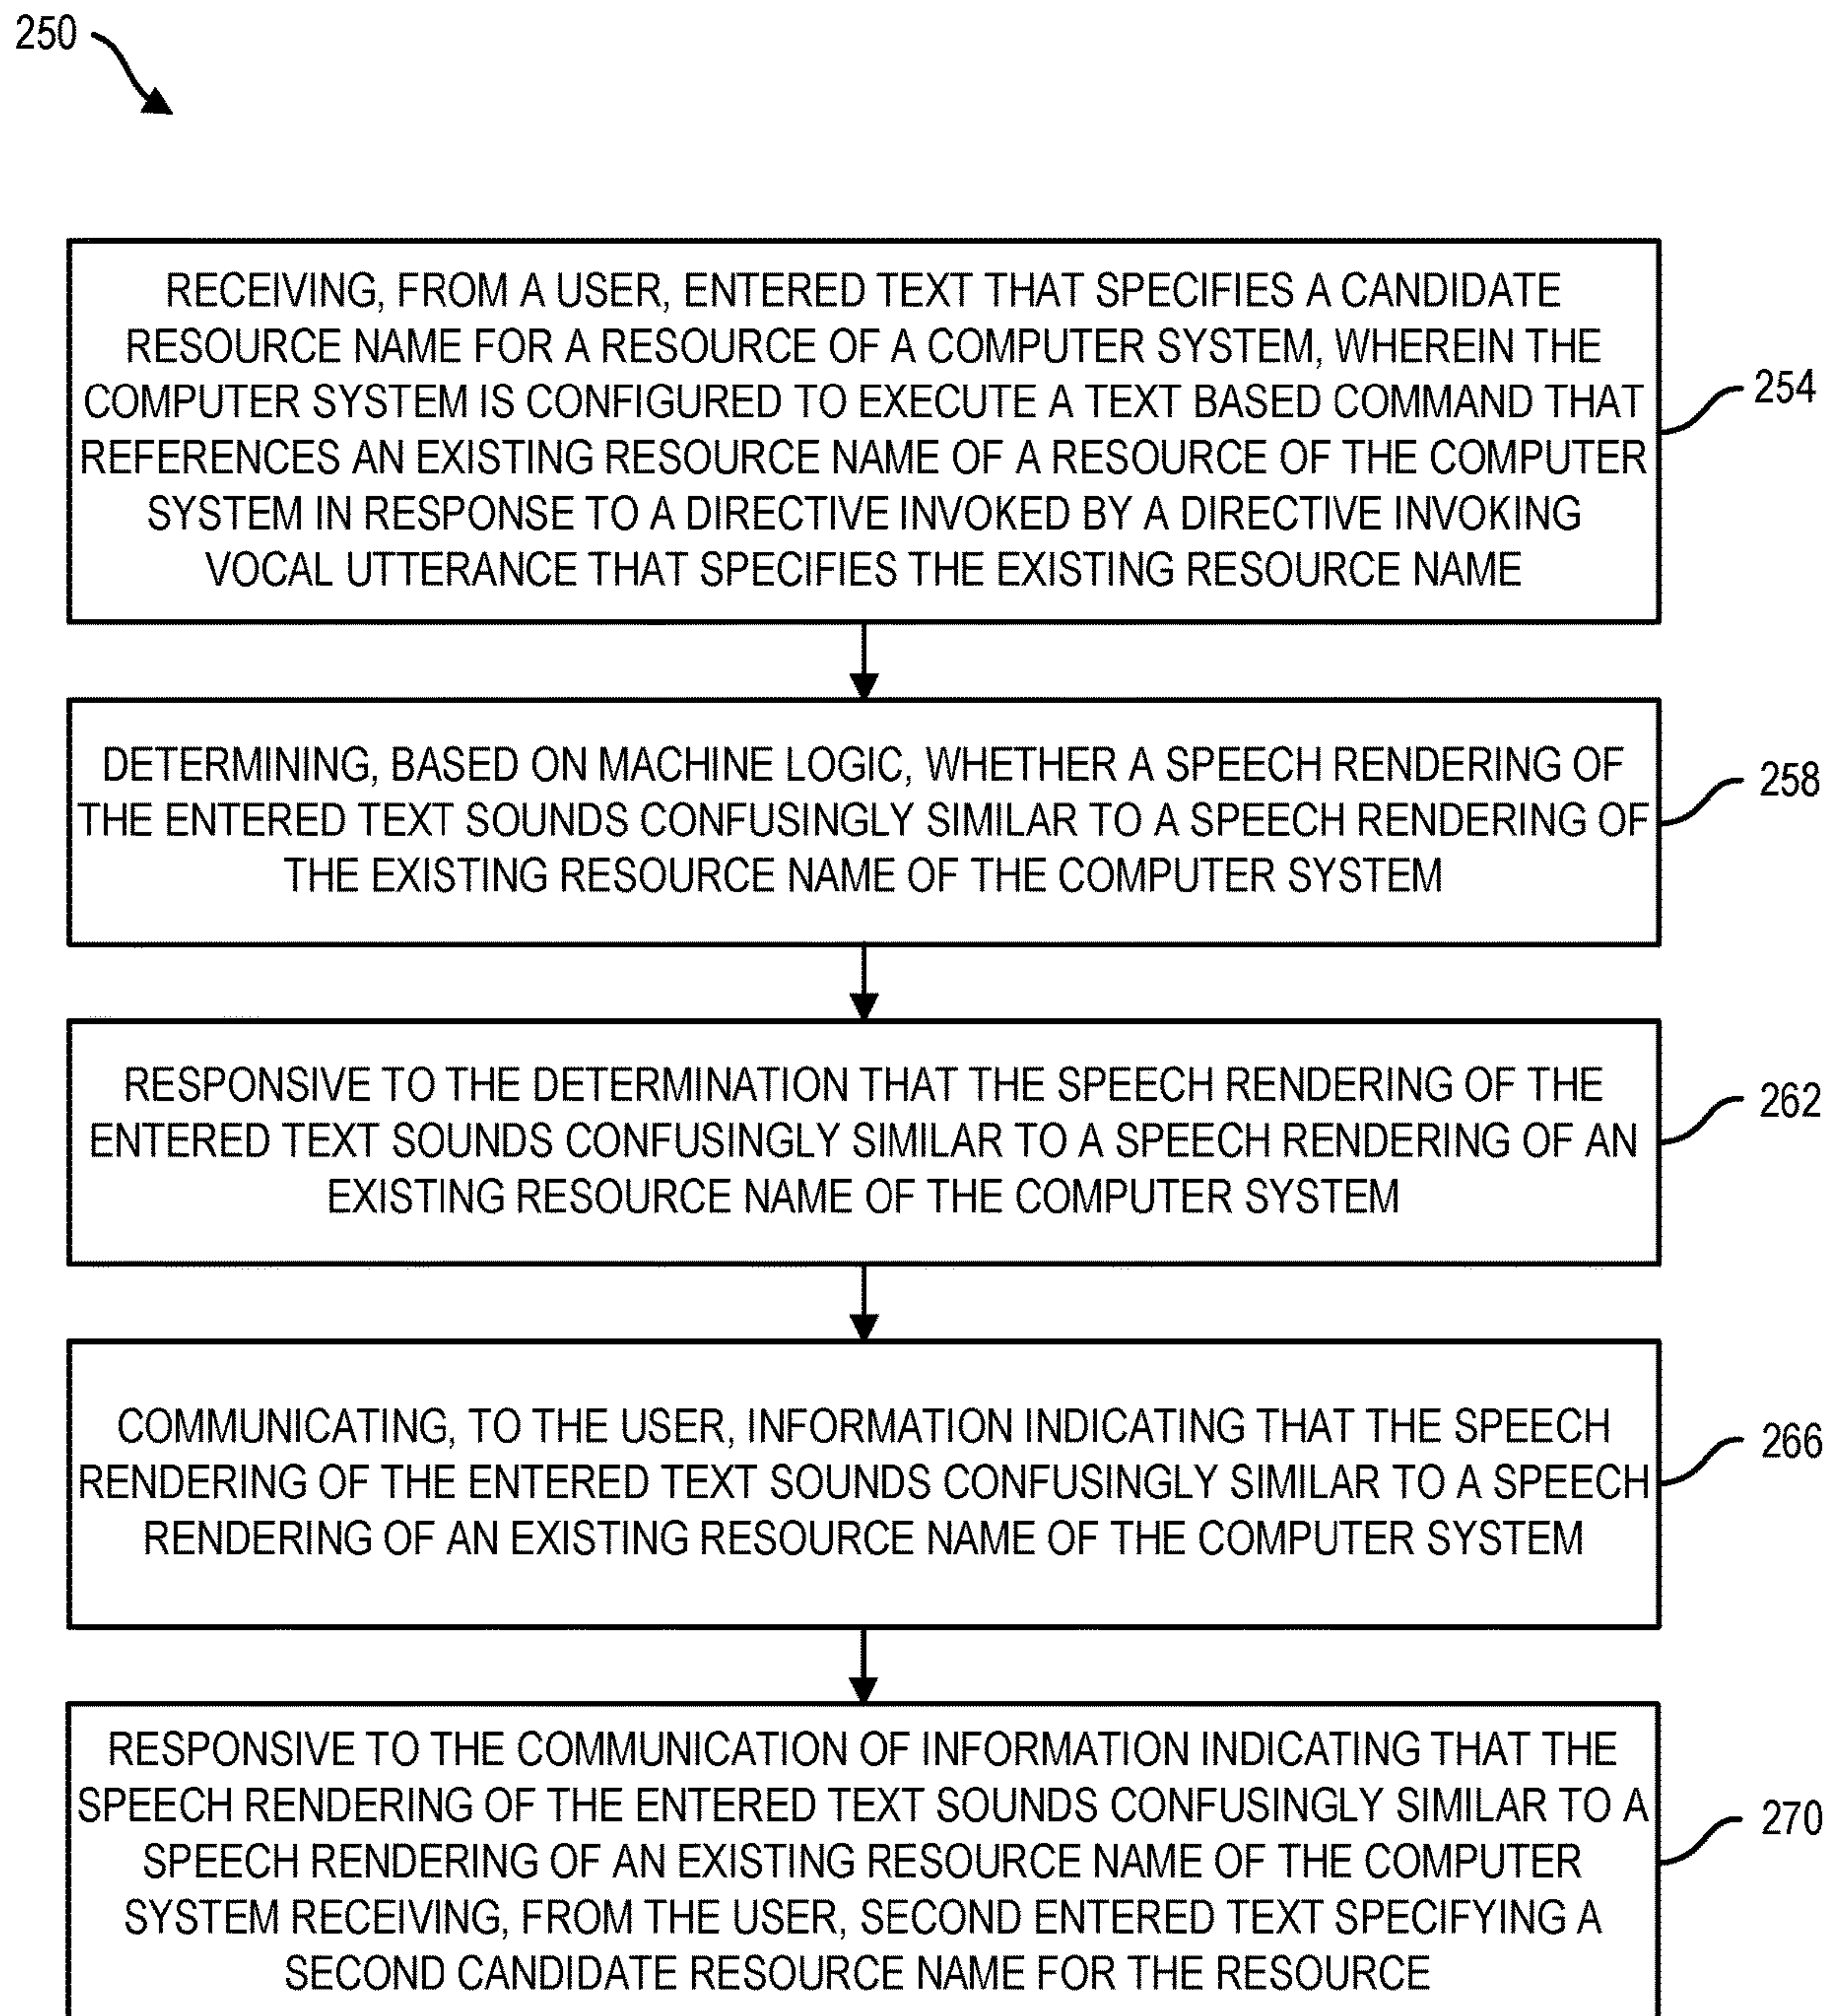 250
RECEIVING, FROM A USER, ENTERED TEXT THAT SPECIFIES A CANDIDATE
RESOURCE NAME FOR A RESOURCE OF A COMPUTER SYSTEM, WHEREIN THE
COMPUTER SYSTEM IS CONFIGURED TO EXECUTE A TEXT BASED COMMAND THAT
REFERENCES AN EXISTING RESOURCE NAME OF A RESOURCE OF THE COMPUTER
SYSTEM IN RESPONSE TO A DIRECTIVE INVOKED BY A DIRECTIVE INVOKING
VOCAL UTTERANCE THAT SPECIFIES THE EXISTING RESOURCE NAME
254
DETERMINING, BASED ON MACHINE LOGIC, WHETHER A SPEECH RENDERING OF
THE ENTERED TEXT SOUNDS CONFUSINGLY SIMILAR TO A SPEECH RENDERING OF
THE EXISTING RESOURCE NAME OF THE COMPUTER SYSTEM
258
RESPONSIVE TO THE DETERMINATION THAT THE SPEECH RENDERING OF THE
ENTERED TEXT SOUNDS CONFUSINGLY SIMILAR TO A SPEECH RENDERING OF AN
EXISTING RESOURCE NAME OF THE COMPUTER SYSTEM
262
COMMUNICATING, TO THE USER, INFORMATION INDICATING THAT THE SPEECH
RENDERING OF THE ENTERED TEXT SOUNDS CONFUSINGLY SIMILAR TO A SPEECH
RENDERING OF AN EXISTING RESOURCE NAME OF THE COMPUTER SYSTEM
266
RESPONSIVE TO THE COMMUNICATION OF INFORMATION INDICATING THAT THE
SPEECH RENDERING OF THE ENTERED TEXT SOUNDS CONFUSINGLY SIMILAR TO A
SPEECH RENDERING OF AN EXISTING RESOURCE NAME OF THE COMPUTER
SYSTEM RECEIVING, FROM THE USER, SECOND ENTERED TEXT SPECIFYING A
SECOND CANDIDATE RESOURCE NAME FOR THE RESOURCE
270